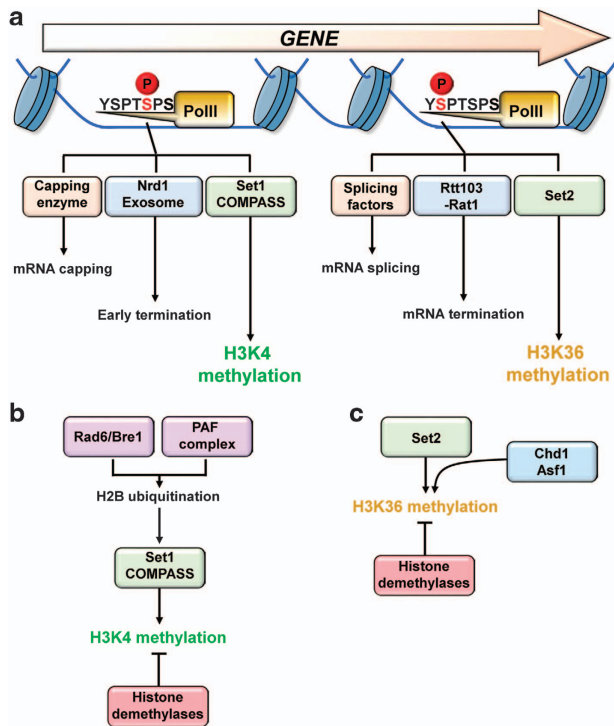 a
GENE
P
YSPTSPS
PolII
P
YSPTSPS
PolII
Capping
enzyme
Nrd1
Exosome
Set1
COMPASS
Splicing
factors
Rtt103
-Rat1
Set2
mRNA capping
mRNA splicing
Early termination
mRNA termination
H3K4
methylation
H3K36
methylation
b
Rad6/Bre1
PAF
complex
H2B ubiquitination
Set1
COMPASS
H3K4 methylation
Histone
demethylases
c
Set2
Chd1
Asf1
H3K36 methylation
Histone
demethylases